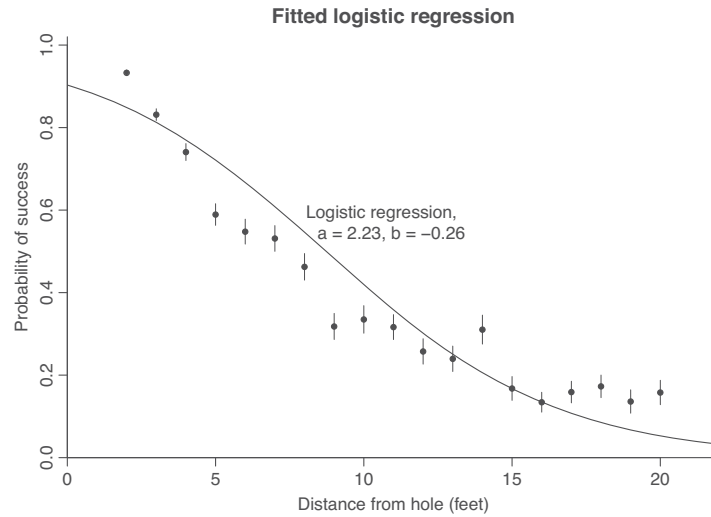 Fitted logistic regression
Probability of success
1.0
0.8
0.6
0.4
0.2
0.0
Logistic regression,
a = 2.23, b = −0.26
0 5 10 15 20
Distance from hole (feet)